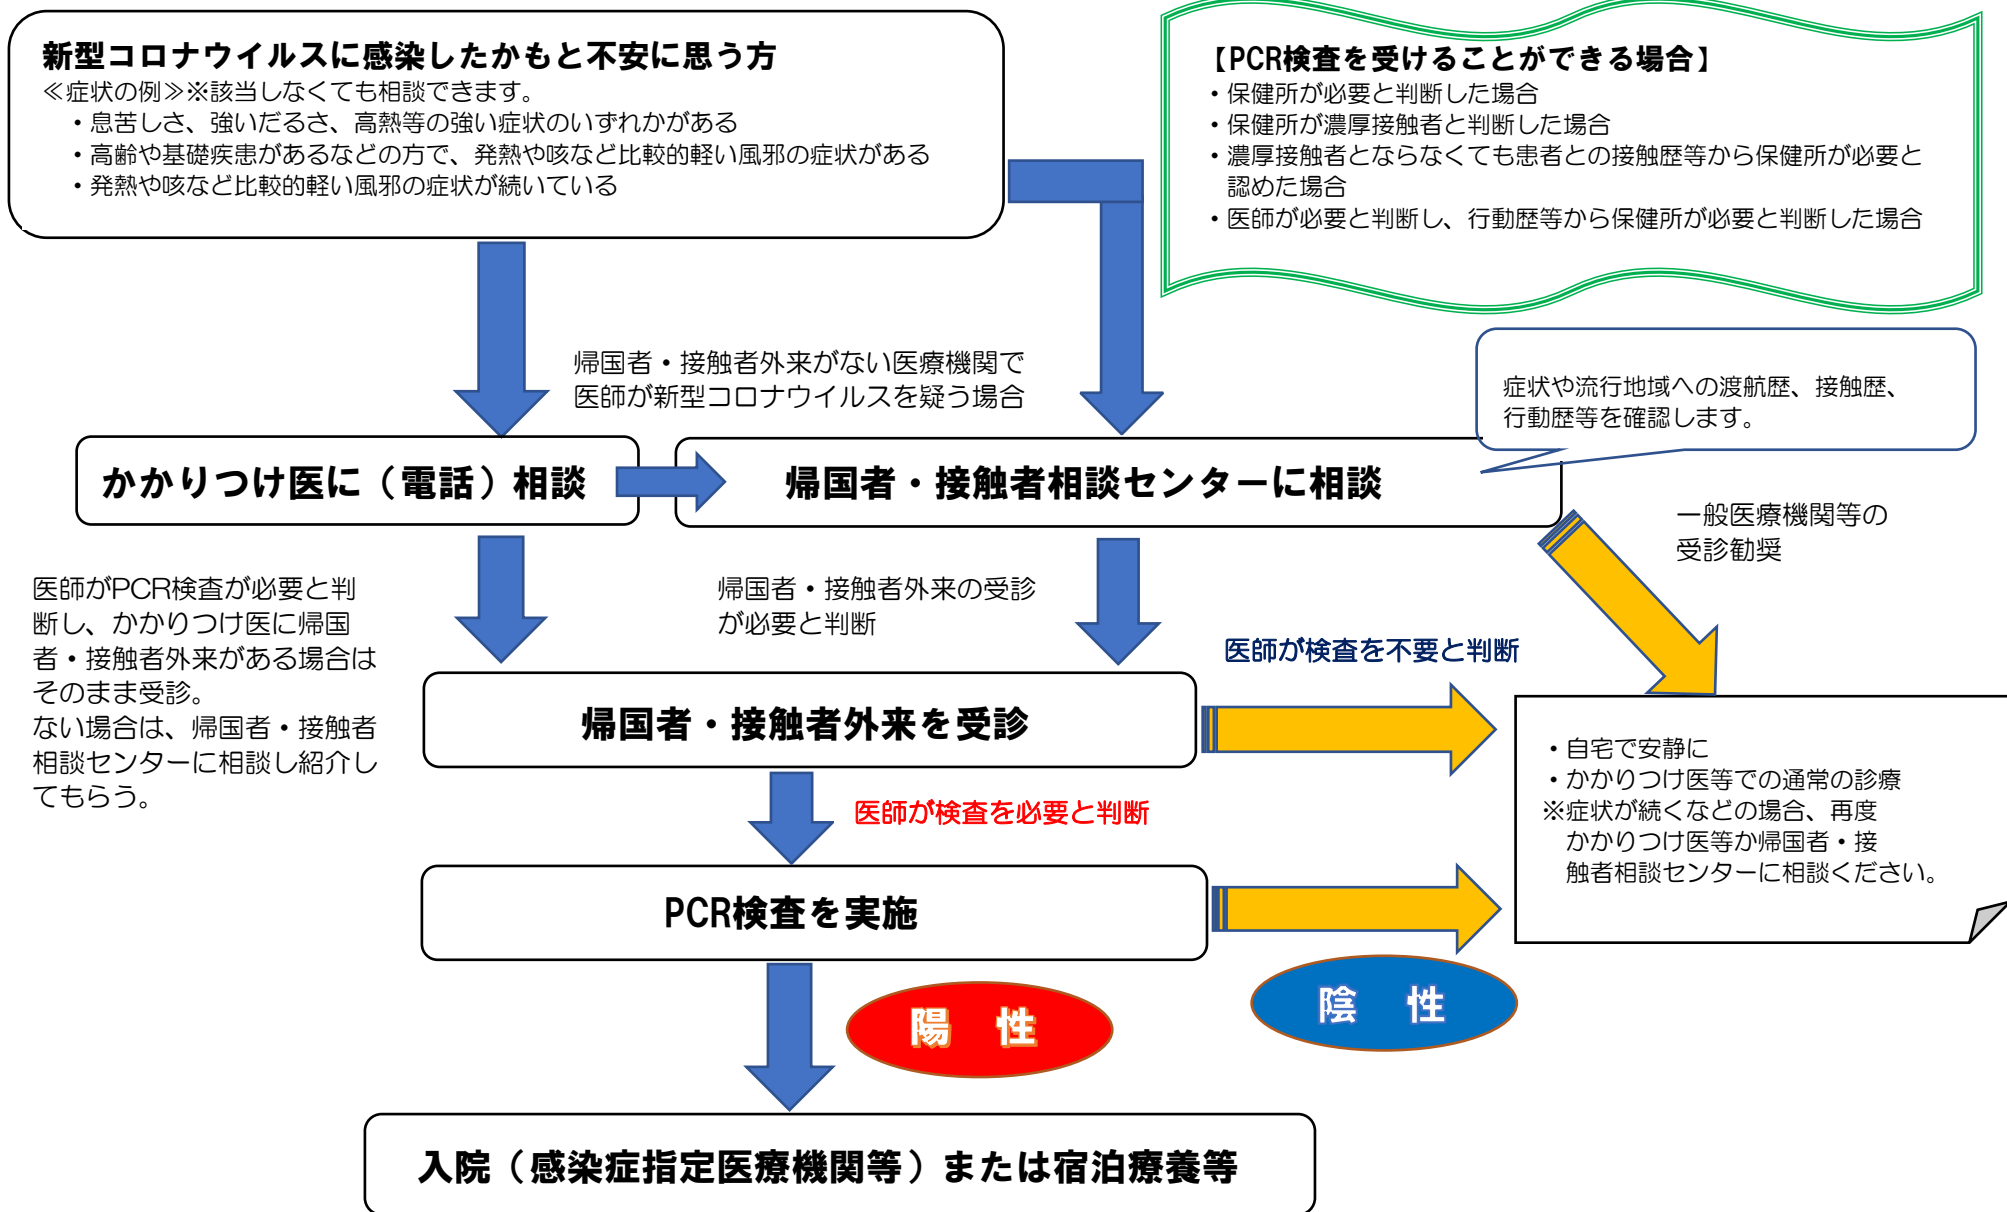 新型コロナウイルスに感染したかもと不安に思う方
≪症状の例≫※該当しなくても相談できます。
・息苦しさ、強いだるさ、高熱等の強い症状のいずれかがある
・高齢や基礎疾患があるなどの方で、発熱や咳など比較的軽い風邪の症状がある
・発熱や咳など比較的軽い風邪の症状が続いている
【PCR検査を受けることができる場合】
・保健所が必要と判断した場合
・保健所が濃厚接触者と判断した場合
・濃厚接触者とならなくても患者との接触歴等から保健所が必要と
認めた場合
・医師が必要と判断し、行動歴等から保健所が必要と判断した場合
帰国者・接触者外来がない医療機関で
医師が新型コロナウイルスを疑う場合
症状や流行地域への渡航歴、接触歴、
行動歴等を確認します。
かかりつけ医に（電話）相談
帰国者・接触者相談センターに相談
一般医療機関等の
受診勧奨
医師がPCR検査が必要と判
断し、かかりつけ医に帰国
者・接触者外来がある場合は
そのまま受診。
ない場合は、帰国者・接触者
相談センターに相談し紹介し
てもらう。
帰国者・接触者外来の受診
が必要と判断
医師が検査を不要と判断
帰国者・接触者外来を受診
・自宅で安静に
・かかりつけ医等での通常の診療
※症状が続くなどの場合、再度
かかりつけ医等か帰国者・接
触者相談センターに相談ください。
医師が検査を必要と判断
PCR検査を実施
陽　性
陰　性
入院（感染症指定医療機関等）または宿泊療養等